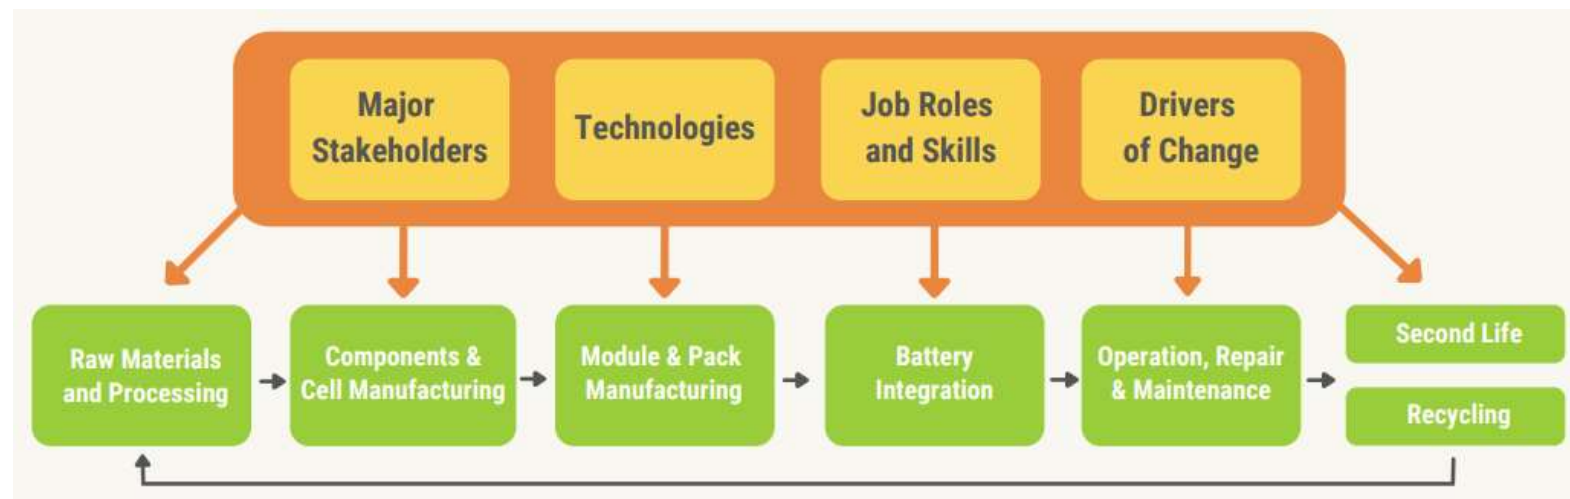 Major
Stakeholders
Technologies
Job Roles
and Skills
Drivers
of Change
Raw Materials
and Processing
Components &
Cell Manufacturing
Module & Pack
Manufacturing
Battery
Integration
Operation, Repair
& Maintenance
Second Life
Recycling